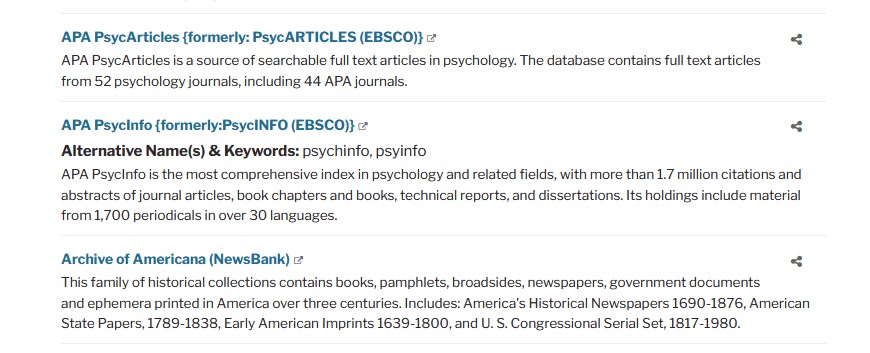 APA PsycArticles {formerly: PsycARTICLES (EBSCO)}
APA PsycArticles is a source of searchable full text articles in psychology. The database contains full text articles
from 52 psychology journals, including 44 APA journals.
APA PsycInfo {formerly:PsycINFO (EBSCO)}
Alternative Name(s) & Keywords: psychinfo, psyinfo
APA PsycInfo is the most comprehensive index in psychology and related fields, with more than 1.7 million citations and
abstracts of journal articles, book chapters and books, technical reports, and dissertations. Its holdings include material
from 1,700 periodicals in over 30 languages.
Archive of Americana (NewsBank)
This family of historical collections contains books, pamphlets, broadsides, newspapers, government documents
and ephemera printed in America over three centuries. Includes: America's Historical Newspapers 1690-1876, American
State Papers, 1789-1838, Early American Imprints 1639-1800, and U. S. Congressional Serial Set, 1817-1980.